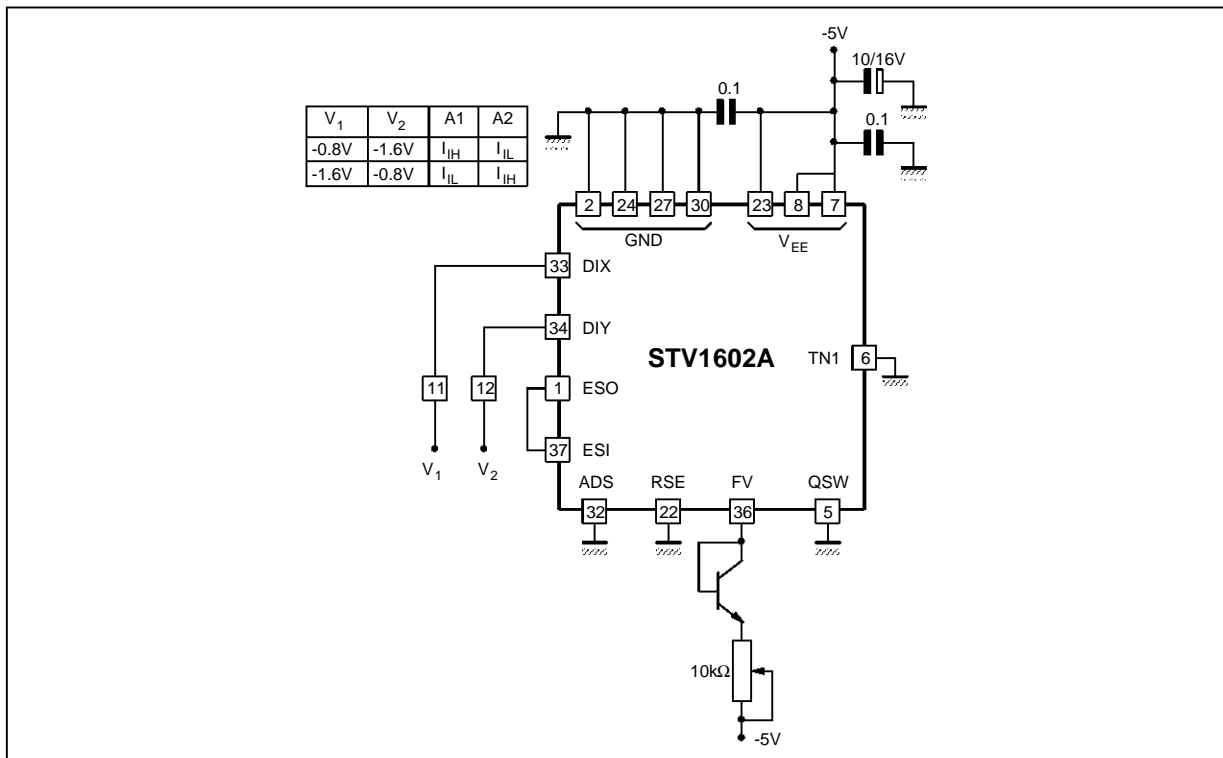 -5V
10/16V
0.1
0.1
V1 V2 A1 A2
-0.8V -1.6V IIH IIL
-1.6V -0.8V IIL IIH
2 24 27 30 23 8 7
GND VEE
33 DIX
34 DIY
STV1602A
TN1 6
11 12 1 ESO
37 ESI
V1 V2
ADS RSE FV QSW
32 22 36 5
10kΩ
-5V